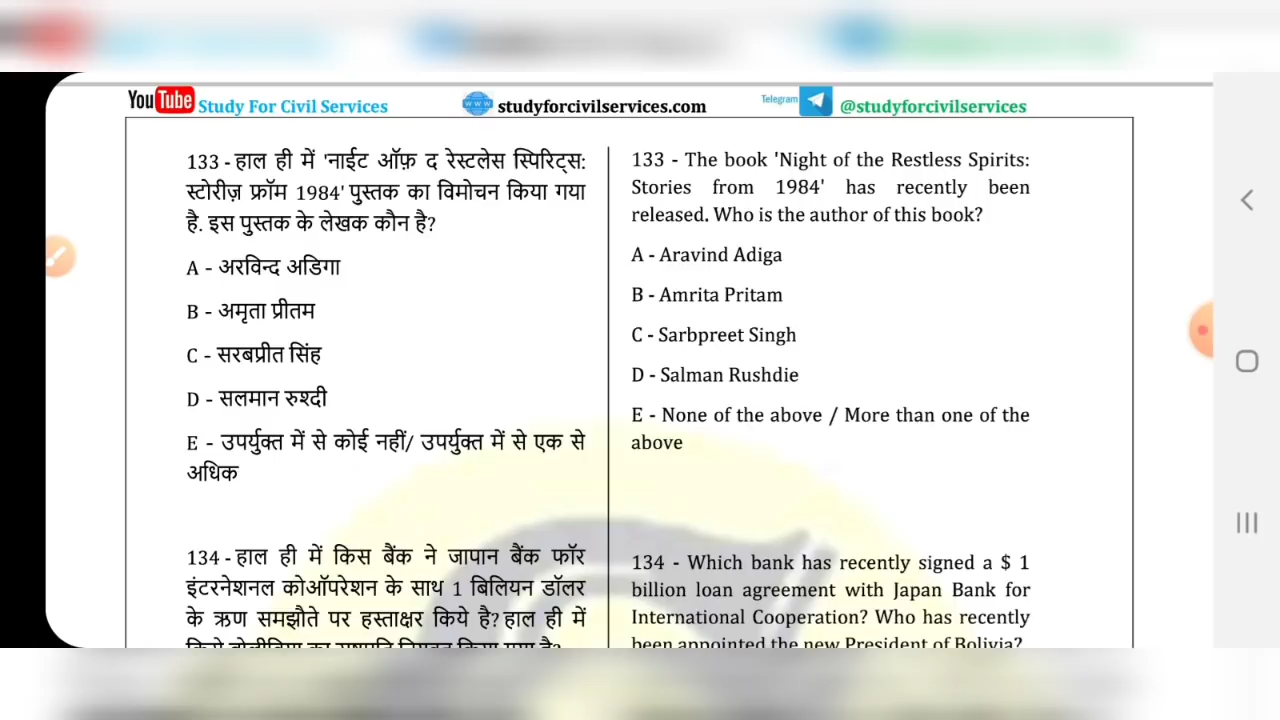 YouTube Study For Civil Services
www studyforcivilservices.com
Telegram @studyforcivilservices
133 - हाल ही में 'नाईट ऑफ़ द रेस्टलेस स्पिरिट्स:
स्टोरीज़ फ्रॉम 1984' पुस्तक का विमोचन किया गया
है. इस पुस्तक के लेखक कौन है?
A - अरविन्द अडिगा
B - अमृता प्रीतम
C - सरबप्रीत सिंह
D - सलमान रुश्दी
E - उपर्युक्त में से कोई नहीं/ उपर्युक्त में से एक से
अधिक
134 - हाल ही में किस बैंक ने जापान बैंक फॉर
इंटरनेशनल कोऑपरेशन के साथ 1 बिलियन डॉलर
के ऋण समझौते पर हस्ताक्षर किये है? हाल ही में
133 - The book 'Night of the Restless Spirits:
Stories from 1984' has recently been
released. Who is the author of this book?
A - Aravind Adiga
B - Amrita Pritam
C - Sarbpreet Singh
D - Salman Rushdie
E - None of the above / More than one of the
above
134 - Which bank has recently signed a $ 1
billion loan agreement with Japan Bank for
International Cooperation? Who has recently
been appointed the new President of Bolivia?